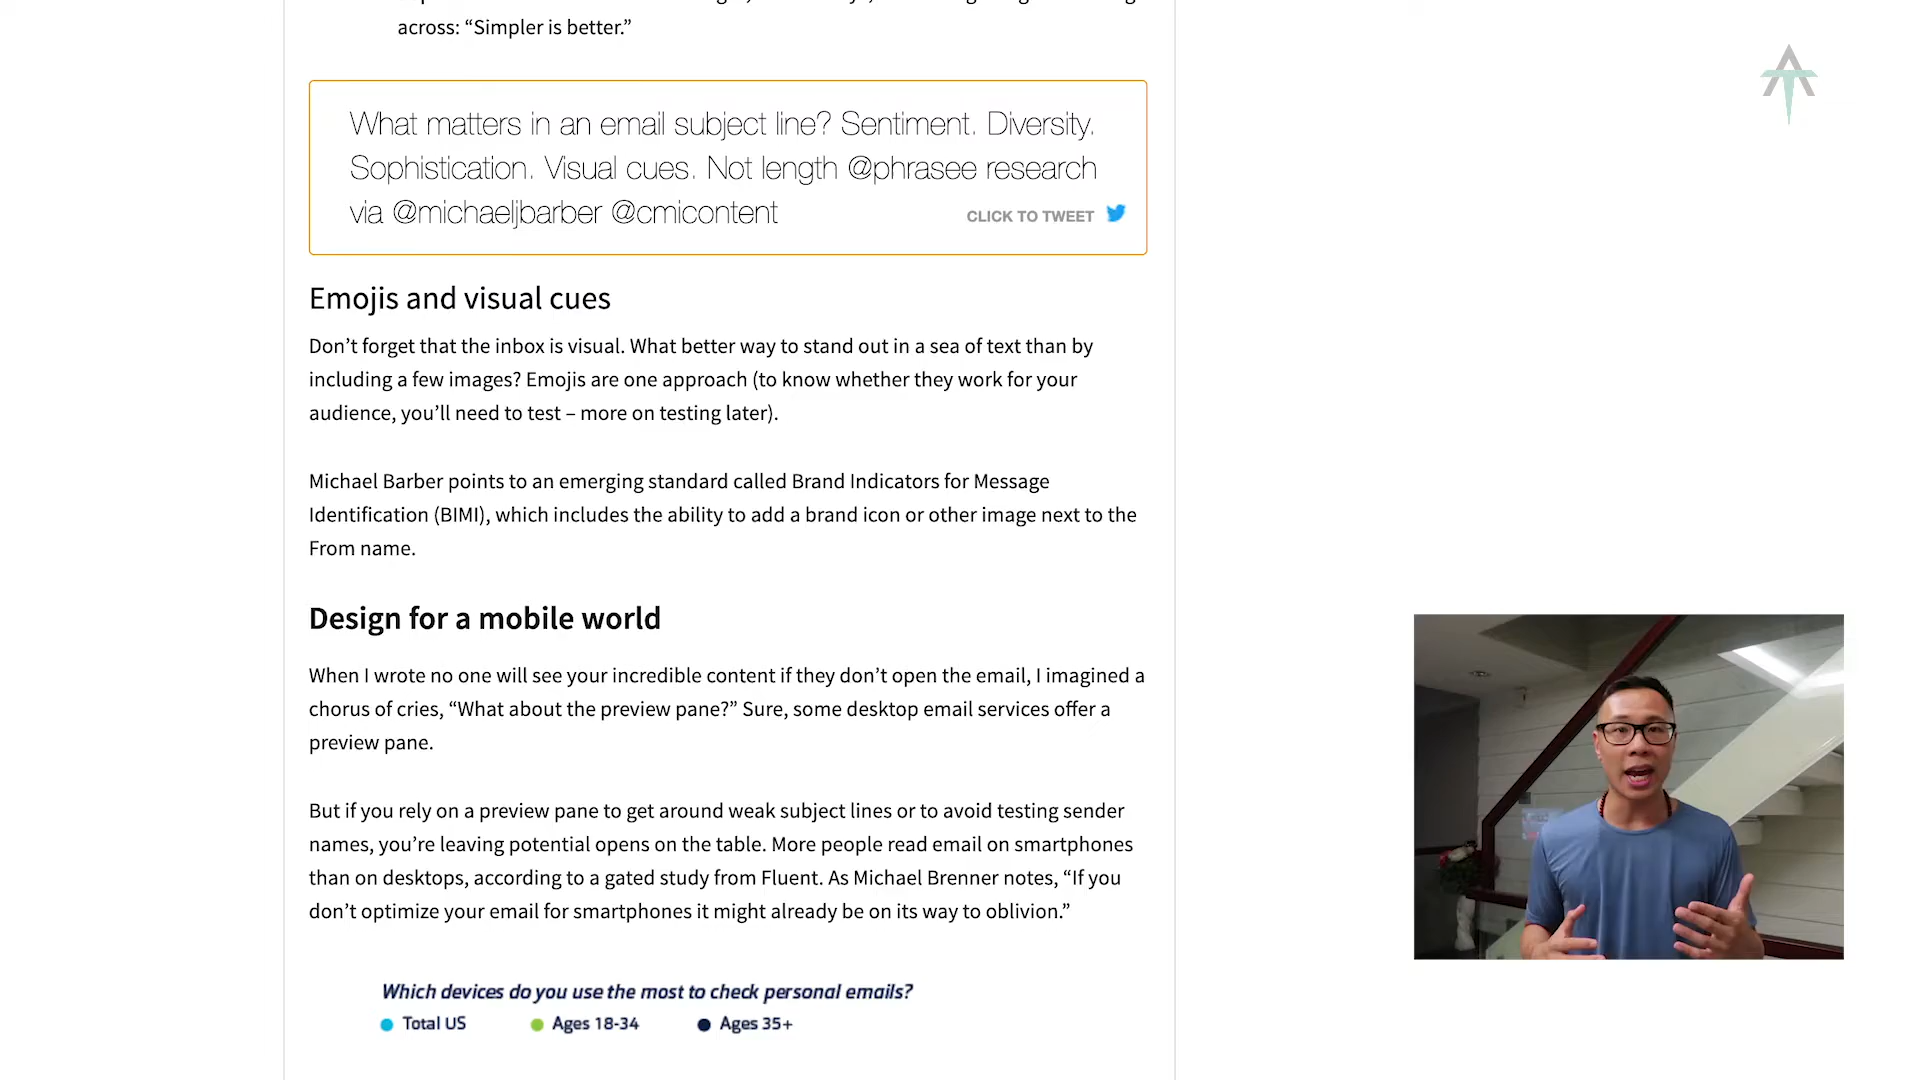 across: “Simpler is better.”
What matters in an email subject line? Sentiment. Diversity.
Sophistication. Visual cues. Not length @phrasee research
via @michaeljbarber @cmicontent
CLICK TO TWEET
Emojis and visual cues
Don’t forget that the inbox is visual. What better way to stand out in a sea of text than by
including a few images? Emojis are one approach (to know whether they work for your
audience, you’ll need to test – more on testing later).
Michael Barber points to an emerging standard called Brand Indicators for Message
Identification (BIMI), which includes the ability to add a brand icon or other image next to the
From name.
Design for a mobile world
When I wrote no one will see your incredible content if they don’t open the email, I imagined a
chorus of cries, “What about the preview pane?” Sure, some desktop email services offer a
preview pane.
But if you rely on a preview pane to get around weak subject lines or to avoid testing sender
names, you’re leaving potential opens on the table. More people read email on smartphones
than on desktops, according to a gated study from Fluent. As Michael Brenner notes, “If you
don’t optimize your email for smartphones it might already be on its way to oblivion.”
Which devices do you use the most to check personal emails?
Total US
Ages 18-34
Ages 35+